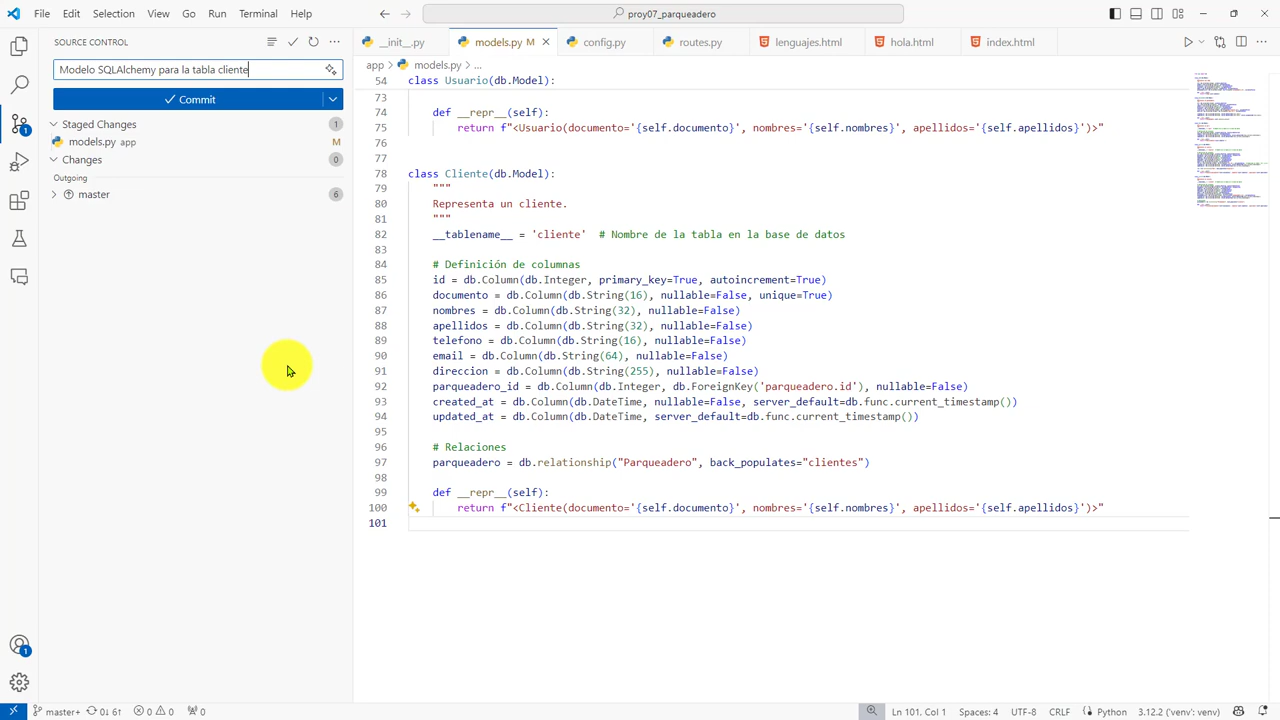 File Edit Selection View Go Run Terminal Help
proy07_parqueadero
SOURCE CONTROL
Modelo SQLAlchemy para la tabla cliente
Commit
Staged Changes
models.py app M
Changes 0
Outgoing
master 6
1
1
__init__.py
models.py M
config.py
routes.py
lenguajes.html
hola.html
index.html
app > models.py > ...
54 class Usuario(db.Model):
73
74 def __repr__(self):
75 return f"<Usuario(documento='{self.documento}', nombres='{self.nombres}', apellidos='{self.apellidos}')>"
76
77
78 class Cliente(db.Model):
79 """
80 Representa los clientes.
81 """
82 __tablename__ = 'cliente' # Nombre de la tabla en la base de datos
83
84 # Definición de columnas
85 id = db.Column(db.Integer, primary_key=True, autoincrement=True)
86 documento = db.Column(db.String(16), nullable=False, unique=True)
87 nombres = db.Column(db.String(32), nullable=False)
88 apellidos = db.Column(db.String(32), nullable=False)
89 telefono = db.Column(db.String(16), nullable=False)
90 email = db.Column(db.String(64), nullable=False)
91 direccion = db.Column(db.String(255), nullable=False)
92 parqueadero_id = db.Column(db.Integer, db.ForeignKey('parqueadero.id'), nullable=False)
93 created_at = db.Column(db.DateTime, nullable=False, server_default=db.func.current_timestamp())
94 updated_at = db.Column(db.DateTime, server_default=db.func.current_timestamp())
95
96 # Relaciones
97 parqueadero = db.relationship("Parqueadero", back_populates="clientes")
98
99 def __repr__(self):
100 return f"<Cliente(documento='{self.documento}', nombres='{self.nombres}', apellidos='{self.apellidos}')>"
101
master+ 0↓ 6↑ 0 0 0
Ln 101, Col 1 Spaces: 4 UTF-8 CRLF Python 3.12.2 ('venv': venv)